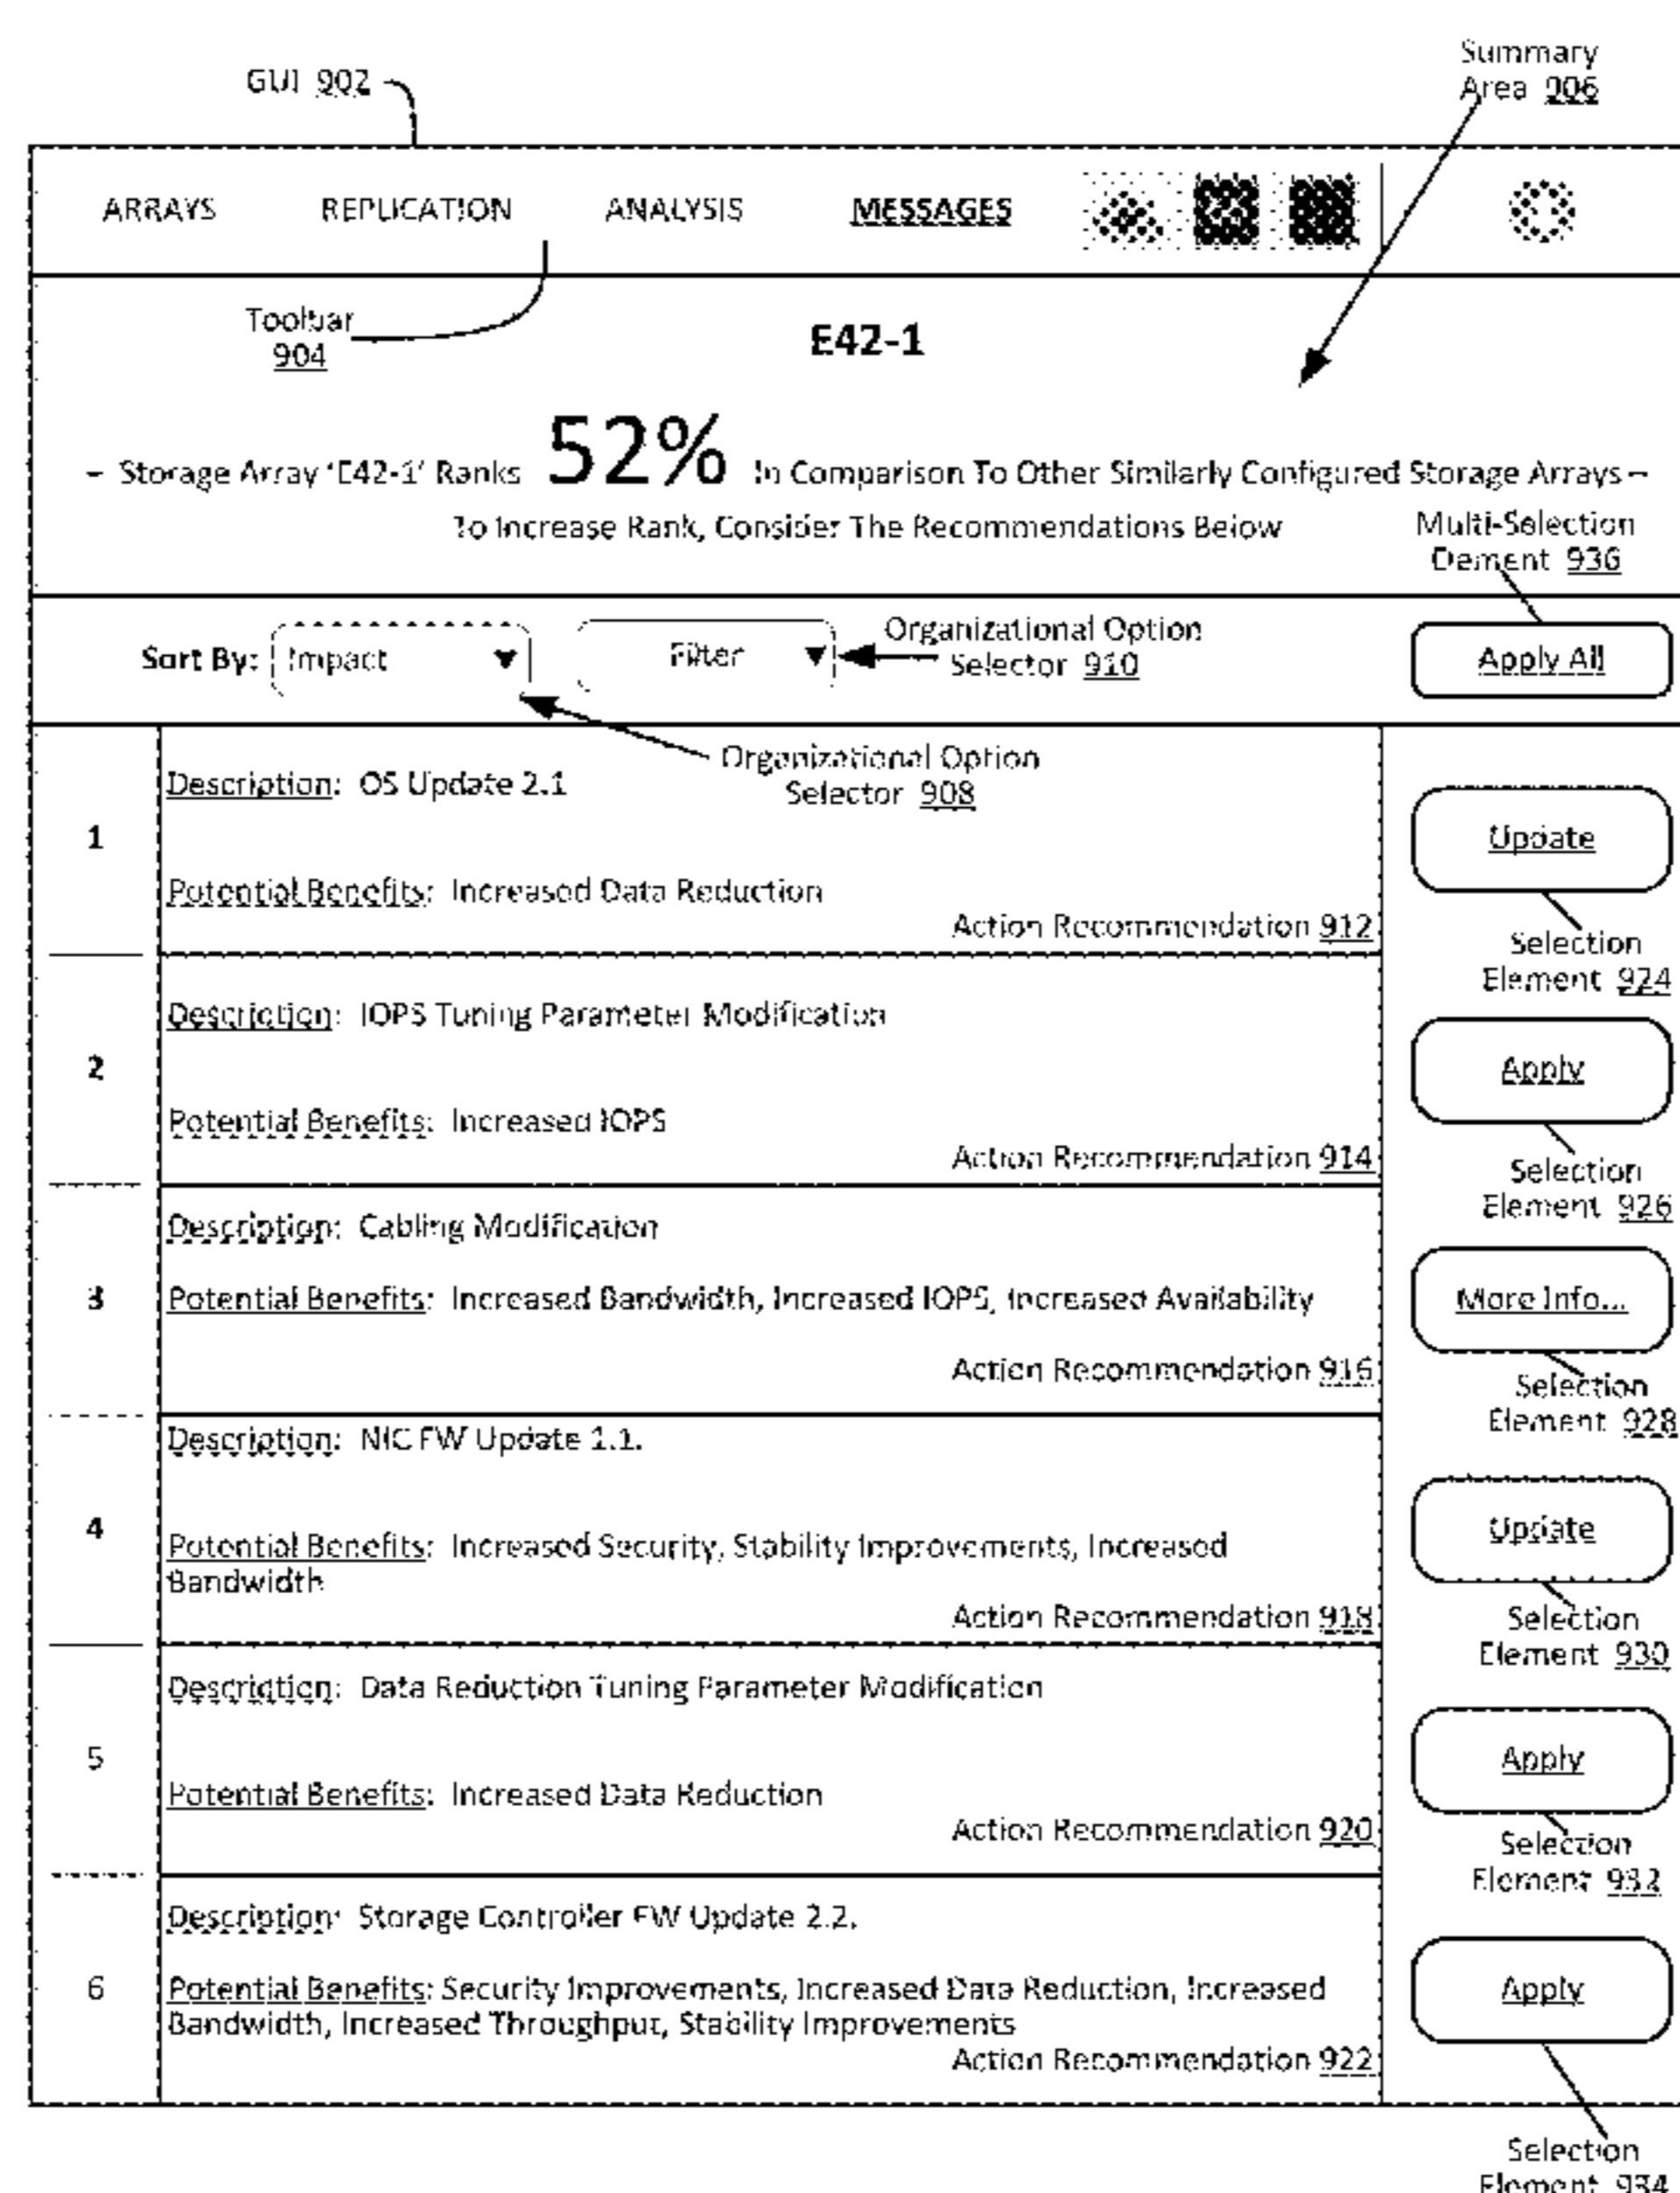 Summary
GUI 902
Area 906
ARRAYS REPLICATION ANALYSIS MESSAGES
Toolbar
904
E42-1
– Storage Array 'E42-1' Ranks 52% In Comparison To Other Similarly Configured Storage Arrays –
To Increase Rank, Consider The Recommendations Below
Multi-Selection
Element 936
Sort By: Impact ▼ Filter ▼
Organizational Option
Selector 910
Apply All
Organizational Option
Selector 908
1
Description: OS Update 2.1
Potential Benefits: Increased Data Reduction
Action Recommendation 912
Update
Selection
Element 924
2
Description: IOPS Tuning Parameter Modification
Potential Benefits: Increased IOPS
Action Recommendation 914
Apply
Selection
Element 926
3
Description: Cabling Modification
Potential Benefits: Increased Bandwidth, Increased IOPS, Increased Availability
Action Recommendation 916
More Info...
Selection
Element 928
4
Description: NIC FW Update 1.1.
Potential Benefits: Increased Security, Stability Improvements, Increased
Bandwidth
Action Recommendation 918
Update
Selection
Element 930
5
Description: Data Reduction Tuning Parameter Modification
Potential Benefits: Increased Data Reduction
Action Recommendation 920
Apply
Selection
Element 932
6
Description: Storage Controller FW Update 2.2.
Potential Benefits: Security Improvements, Increased Data Reduction, Increased
Bandwidth, Increased Throughput, Stability Improvements
Action Recommendation 922
Apply
Selection
Element 934